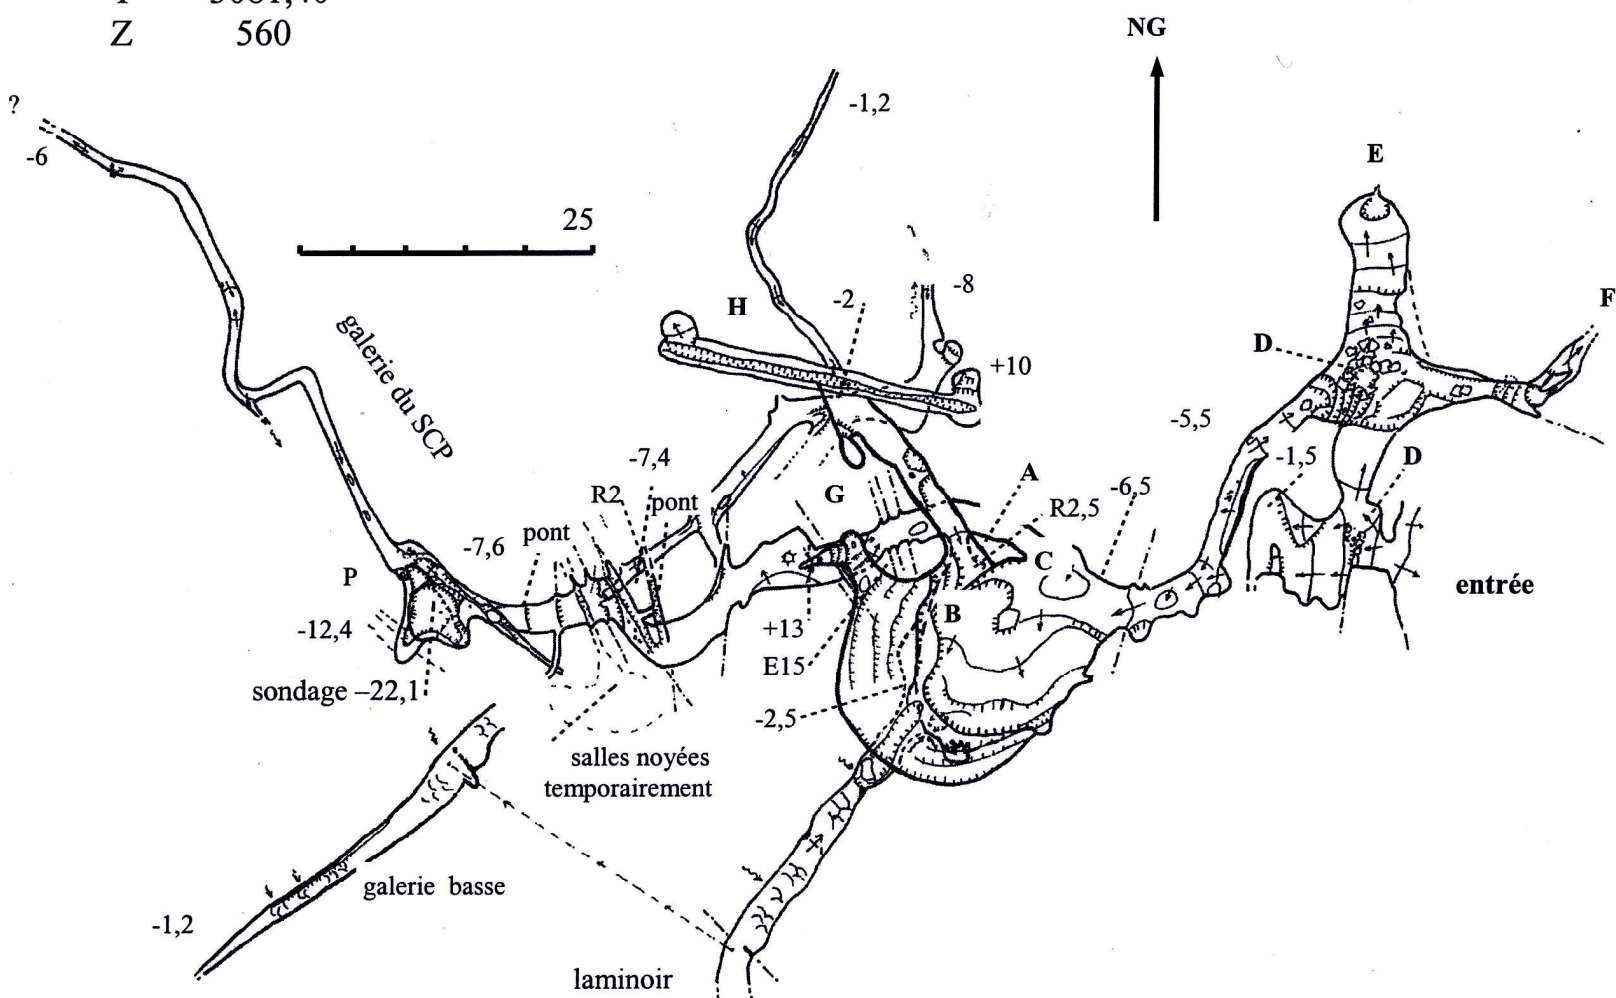 Z 560
NG
?
-6
-1,2
25
E
galerie du SCP
H
-2
-8
F
D
+10
-5,5
-7,4
-1,5
D
R2
pont
G
A
-6,5
R2,5
pont
-7,6
C
P
entrée
B
-12,4
+13
E15
sondage –22,1
-2,5
salles noyées
temporairement
galerie basse
-1,2
laminoir